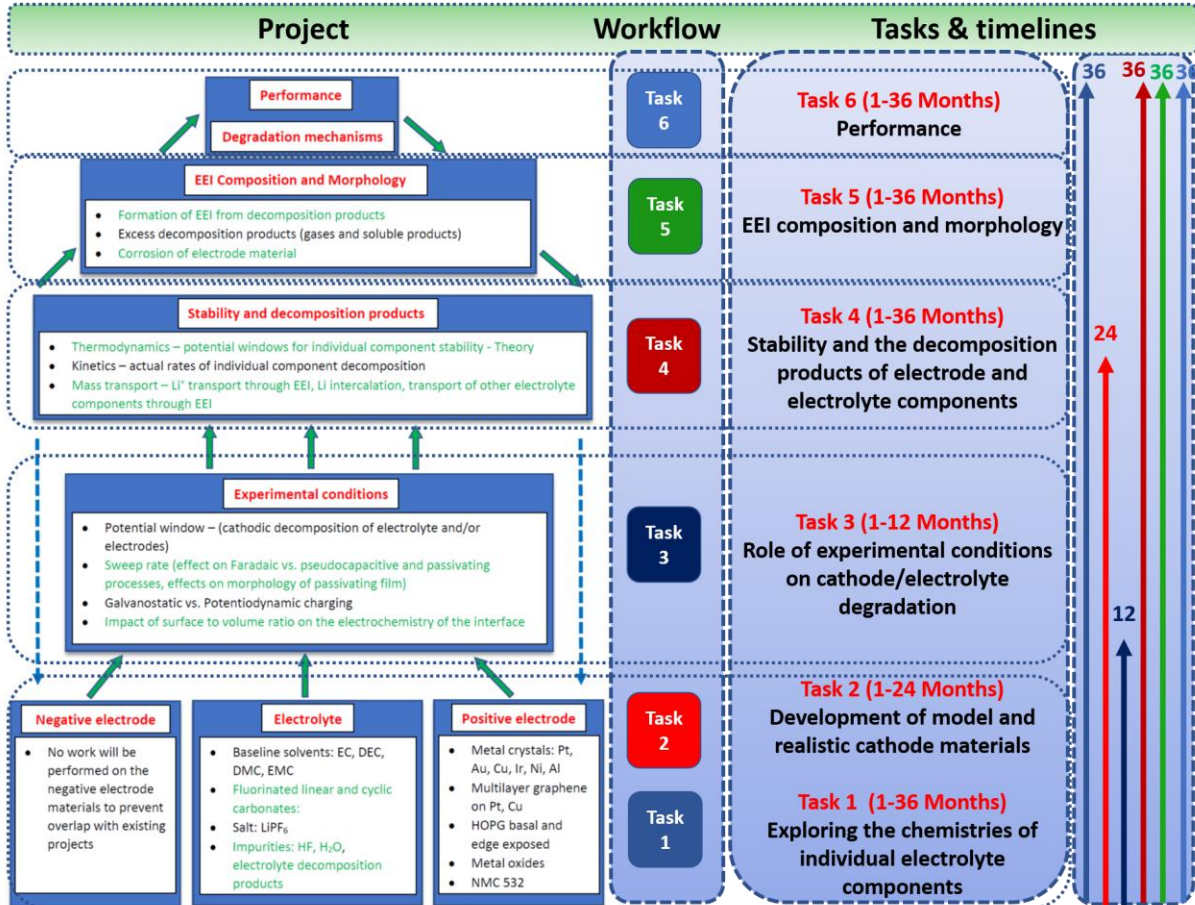 Project
Workflow
Tasks & timelines
Performance
Degradation mechanisms
EEI Composition and Morphology
• Formation of EEI from decomposition products
• Excess decomposition products (gases and soluble products)
• Corrosion of electrode material
Stability and decomposition products
• Thermodynamics – potential windows for individual component stability - Theory
• Kinetics – actual rates of individual component decomposition
• Mass transport – Li⁺ transport through EEI, Li intercalation, transport of other electrolyte
components through EEI
Experimental conditions
• Potential window – (cathodic decomposition of electrolyte and/or
electrodes)
• Sweep rate (effect on Faradaic vs. pseudocapacitive and passivating
processes, effects on morphology of passivating film)
• Galvanostatic vs. Potentiodynamic charging
• Impact of surface to volume ratio on the electrochemistry of the interface
Negative electrode
• No work will be
performed on the
negative electrode
materials to prevent
overlap with existing
projects
Electrolyte
• Baseline solvents: EC, DEC,
DMC, EMC
• Fluorinated linear and cyclic
carbonates:
• Salt: LiPF₆
• Impurities: HF, H₂O,
electrolyte decomposition
products
Positive electrode
• Metal crystals: Pt,
Au, Cu, Ir, Ni, Al
• Multilayer graphene
on Pt, Cu
• HOPG basal and
edge exposed
• Metal oxides
• NMC 532
Task
6
Task
5
Task
4
Task
3
Task
2
Task
1
Task 6 (1-36 Months)
Performance
Task 5 (1-36 Months)
EEI composition and morphology
Task 4 (1-36 Months)
Stability and the decomposition
products of electrode and
electrolyte components
Task 3 (1-12 Months)
Role of experimental conditions
on cathode/electrolyte
degradation
Task 2 (1-24 Months)
Development of model and
realistic cathode materials
Task 1 (1-36 Months)
Exploring the chemistries of
individual electrolyte
components
36
36
36
36
24
12